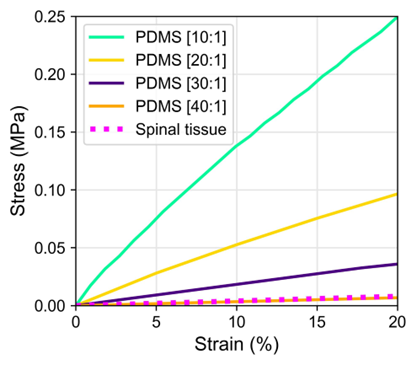 0.25
0.20
0.15
0.10
0.05
0.00
Stress (MPa)
PDMS [10:1]
PDMS [20:1]
PDMS [30:1]
PDMS [40:1]
Spinal tissue
0 5 10 15 20
Strain (%)